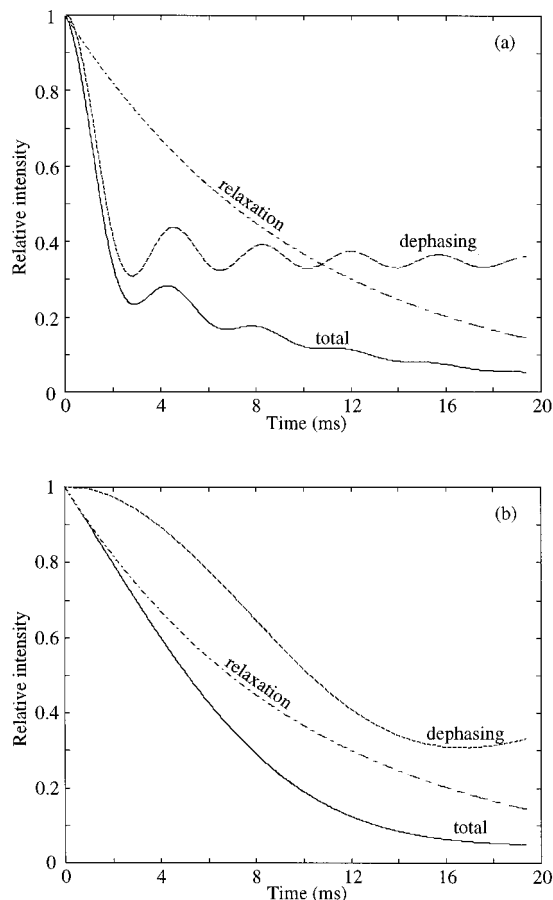 1
(a)
0.8
relaxation
0.6
Relative intensity
dephasing
0.4
0.2
total
0
0 4 8 12 16 20
Time (ms)
1
(b)
0.8
0.6
Relative intensity
relaxation
0.4
dephasing
0.2
total
0
0 4 8 12 16 20
Time (ms)